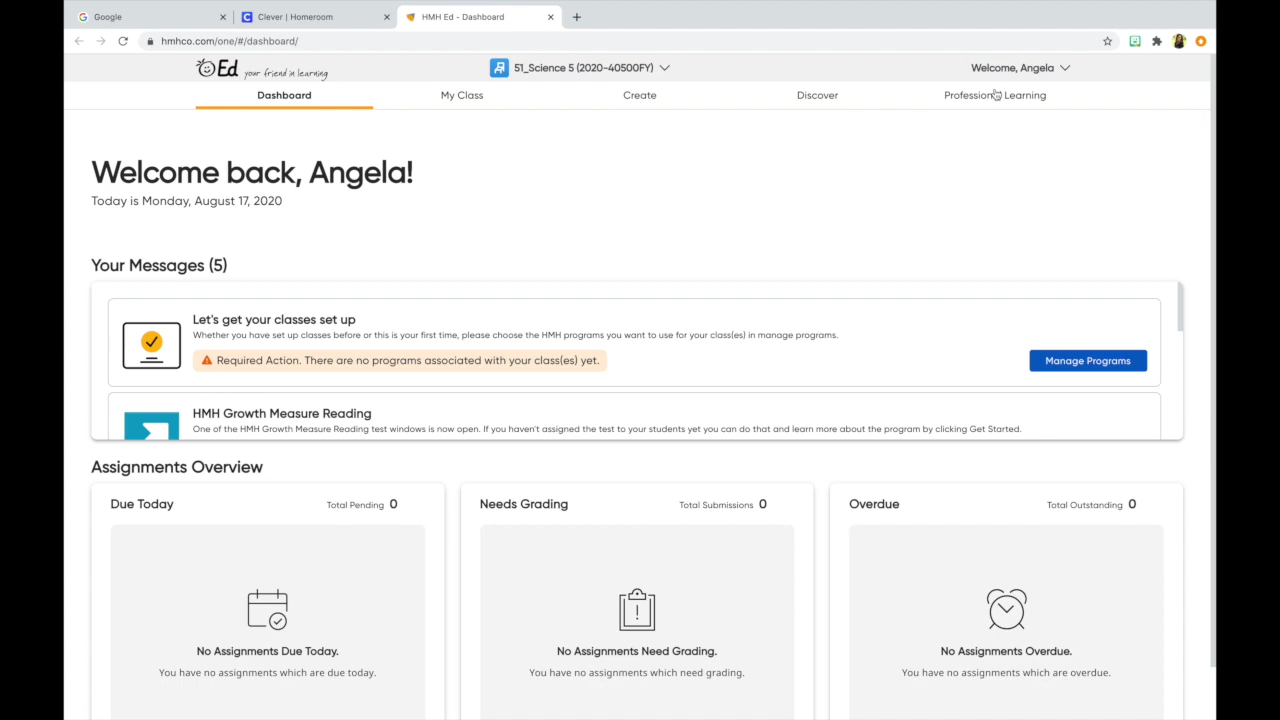 Google
Clever | Homeroom
HMH Ed - Dashboard
hmhco.com/one/#/dashboard/
Ed your friend in learning
51_Science 5 (2020-40500FY)
Welcome, Angela
Dashboard
My Class
Create
Discover
Professional Learning
Welcome back, Angela!
Today is Monday, August 17, 2020
Your Messages (5)
Let's get your classes set up
Whether you have set up classes before or this is your first time, please choose the HMH programs you want to use for your class(es) in manage programs.
Required Action. There are no programs associated with your class(es) yet.
Manage Programs
HMH Growth Measure Reading
One of the HMH Growth Measure Reading test windows is now open. If you haven't assigned the test to your students yet you can do that and learn more about the program by clicking Get Started.
Assignments Overview
Due Today
Total Pending 0
Needs Grading
Total Submissions 0
Overdue
Total Outstanding 0
No Assignments Due Today.
You have no assignments which are due today.
No Assignments Need Grading.
You have no assignments which need grading.
No Assignments Overdue.
You have no assignments which are overdue.